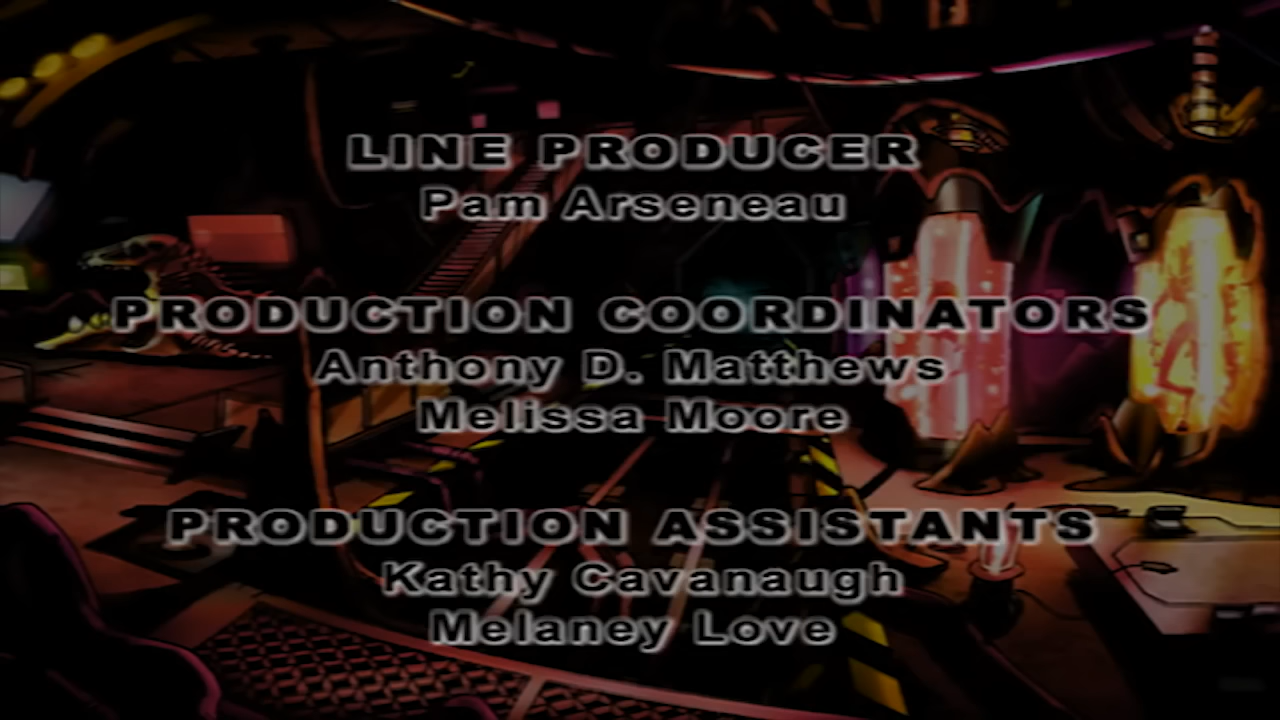 LINE PRODUCER
Pam Arseneau
PRODUCTION COORDINATORS
Anthony D. Matthews
Melissa Moore
PRODUCTION ASSISTANTS
Kathy Cavanaugh
Melaney Love